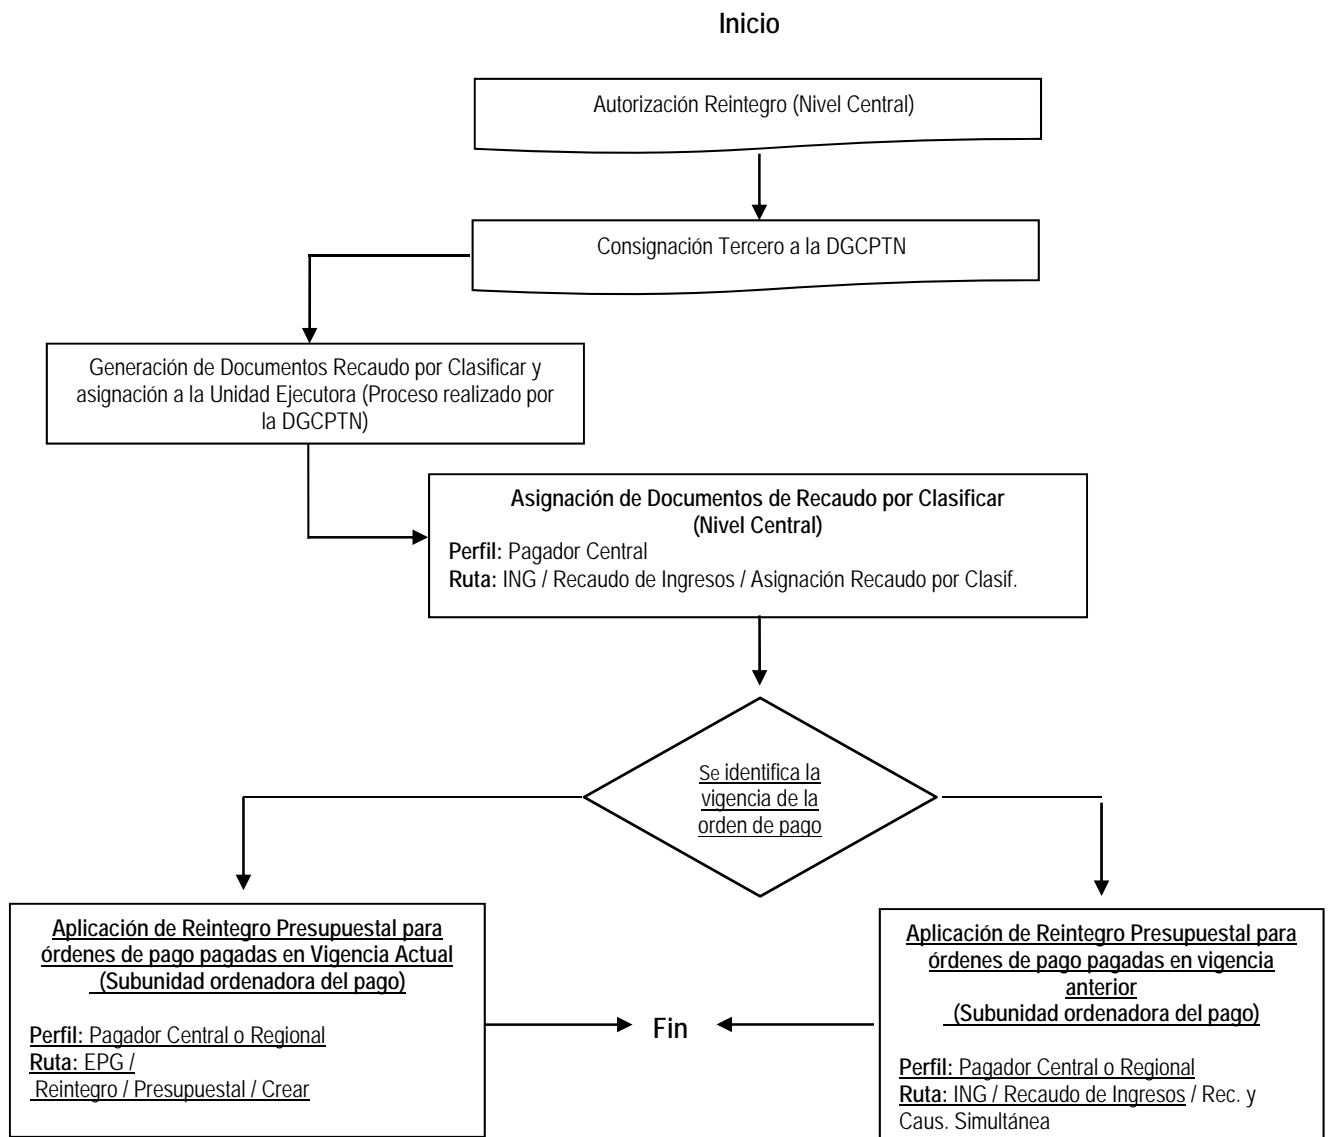 Inicio
Autorización Reintegro (Nivel Central)
Consignación Tercero a la DGCPTN
Generación de Documentos Recaudo por Clasificar y
asignación a la Unidad Ejecutora (Proceso realizado por
la DGCPTN)
Asignación de Documentos de Recaudo por Clasificar
(Nivel Central)
Perfil: Pagador Central
Ruta: ING / Recaudo de Ingresos / Asignación Recaudo por Clasif.
Se identifica la
vigencia de la
orden de pago
Aplicación de Reintegro Presupuestal para
órdenes de pago pagadas en Vigencia Actual
(Subunidad ordenadora del pago)
Perfil: Pagador Central o Regional
Ruta: EPG /
Reintegro / Presupuestal / Crear
Fin
Aplicación de Reintegro Presupuestal para
órdenes de pago pagadas en vigencia
anterior
(Subunidad ordenadora del pago)
Perfil: Pagador Central o Regional
Ruta: ING / Recaudo de Ingresos / Rec. y
Caus. Simultánea